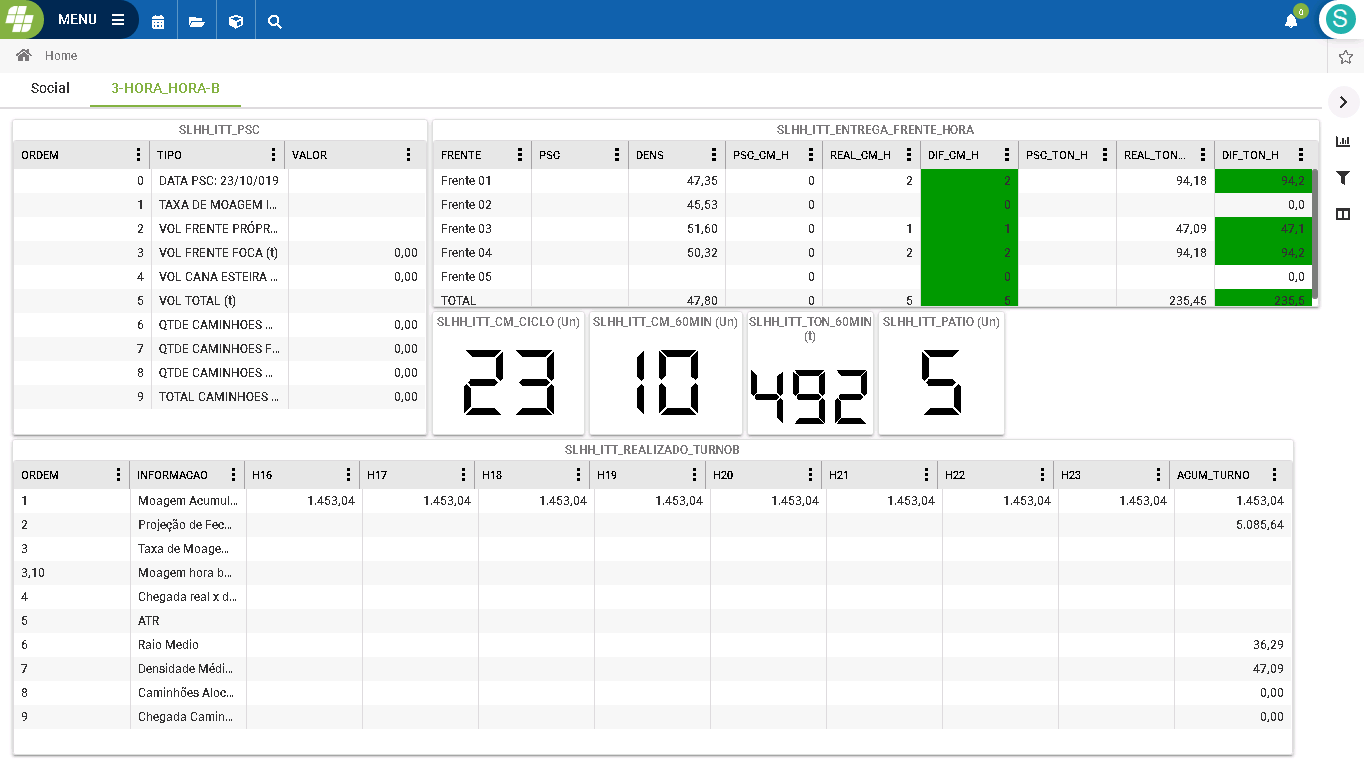 MENU
0
S
Home
Social 3-HORA_HORA-B
SLHH_ITT_PSC
ORDEM TIPO VALOR
0 DATA PSC: 23/10/019
1 TAXA DE MOAGEM I...
2 VOL FRENTE PRÓPR...
3 VOL FRENTE FOCA (t) 0,00
4 VOL CANA ESTEIRA ... 0,00
5 VOL TOTAL (t)
6 QTDE CAMINHOES ... 0,00
7 QTDE CAMINHOES F... 0,00
8 QTDE CAMINHOES ... 0,00
9 TOTAL CAMINHOES ... 0,00
SLHH_ITT_ENTREGA_FRENTE_HORA
FRENTE PSC DENS PSC_CM_H REAL_CM_H DIF_CM_H PSC_TON_H REAL_TON... DIF_TON_H
Frente 01 47,35 0 2 2 94,18 94,2
Frente 02 45,53 0 0 0,0
Frente 03 51,60 0 1 1 47,09 47,1
Frente 04 50,32 0 2 2 94,18 94,2
Frente 05 0 0 0,0
TOTAL 47,80 0 5 5 235,45 235,5
SLHH_ITT_CM_CICLO (Un)
23
SLHH_ITT_CM_60MIN (Un)
10
SLHH_ITT_TON_60MIN
(t)
492
SLHH_ITT_PATIO (Un)
5
SLHH_ITT_REALIZADO_TURNOB
ORDEM INFORMACAO H16 H17 H18 H19 H20 H21 H22 H23 ACUM_TURNO
1 Moagem Acumul... 1.453,04 1.453,04 1.453,04 1.453,04 1.453,04 1.453,04 1.453,04 1.453,04 1.453,04
2 Projeção de Fec... 5.085,64
3 Taxa de Moage...
3,10 Moagem hora b...
4 Chegada real x d...
5 ATR
6 Raio Medio 36,29
7 Densidade Médi... 47,09
8 Caminhões Aloc... 0,00
9 Chegada Camin... 0,00